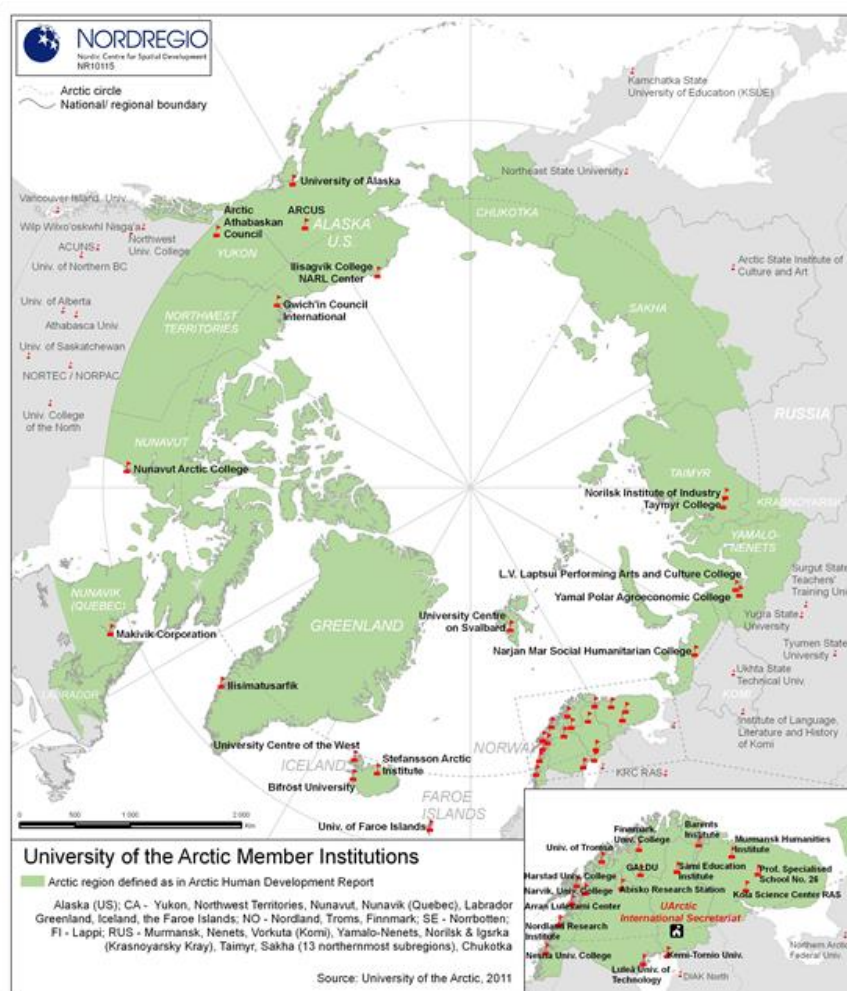 NORDREGIO
Nordic Centre for Spatial Development
NR10115
Arctic circle
National/ regional boundary
Kamchatka State
University of Education (KSUE)
Northeast State University
University of Alaska
Vancouver Island. Univ.
Arctic
Athabaskan
Council
ARCUS
ALASKA
U.S.
CHUKOTKA
Wilp Wilxo'oskwhl Nisga'a
Northwest
Univ. College
ACUNS
Univ. of Northern BC
YUKON
Ilisagvik College
NARL Center
Arctic State Institute of
Culture and Art
Univ. of Alberta
Athabasca Univ.
NORTHWEST
TERRITORIES
Gwich'in Council
International
SAKHA
Univ. of Saskatchewan
NORTEC / NORPAC
Univ. College
of the North
RUSSIA
NUNAVUT
Nunavut Arctic College
TAIMYR
Norilsk Institute of Industry
Taymyr College
KRASNOYARSK
YAMALO-
NENETS
L.V. Laptsui Performing Arts and Culture College
Yamal Polar Agroeconomic College
Surgut State
Teachers'
Training Uni
Yugra State
University
NUNAVIK
(QUEBEC)
Makivik Corporation
GREENLAND
University Centre
on Svalbard
Narjan Mar Social Humanitarian College
Tyumen State
University
Ukhta State
Technical Univ.
KOMI
LABRADOR
Ilisimatusarfik
Institute of Language,
Literature and History
of Komi
University Centre of the West
ICELAND
Stefansson Arctic
Institute
Bifröst University
NORWAY
KRC RAS
FAROE
ISLANDS
Univ. of Faroe Islands
0 500 1 000 2 000
Km
University of the Arctic Member Institutions
Arctic region defined as in Arctic Human Development Report
Alaska (US); CA - Yukon, Northwest Territories, Nunavut, Nunavik (Quebec), Labrador
Greenland, Iceland, the Faroe Islands; NO - Nordland, Troms, Finnmark; SE - Norrbotten;
FI - Lappi; RUS - Murmansk, Nenets, Vorkuta (Komi), Yamalo-Nenets, Norilsk & Igsrka
(Krasnoyarsky Kray), Taimyr, Sakha (13 northernmost subregions), Chukotka
Source: University of the Arctic, 2011
Finnmark
Univ. College
Barents
Institute
Univ. of Tromsø
Murmansk Humanities
Institute
Harstad Univ. College
GALDU
Sámi Education
Institute
Prof. Specialised
School No. 26
Narvik. Univ. College
Abisko Research Station
Kola Science Center RAS
Arran Lulesami Center
UArctic
International Secretariat
Nordland Research
Institute
Nesna Univ. College
Kemi-Tornio Univ.
Luleå Univ. of
Technology
DIAK North
Northern Arctic
Federal Univ.